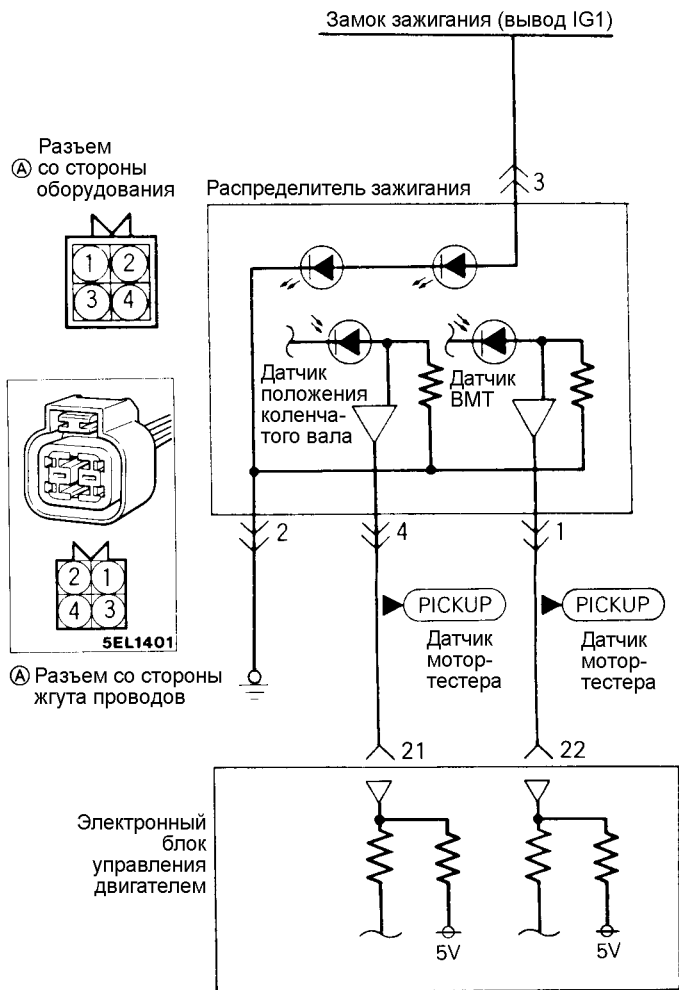 Замок зажигания (вывод IG1)
Разъем
Ⓐ со стороны
оборудования
1 2
3 4
Распределитель зажигания
3
Датчик
положения
коленча-
того вала
Датчик
ВМТ
2
4
1
2 1
4 3
5EL1401
Ⓐ Разъем со стороны
жгута проводов
PICKUP
Датчик
мотор-
тестера
PICKUP
Датчик
мотор-
тестера
21
22
Электронный
блок
управления
двигателем
5V
5V